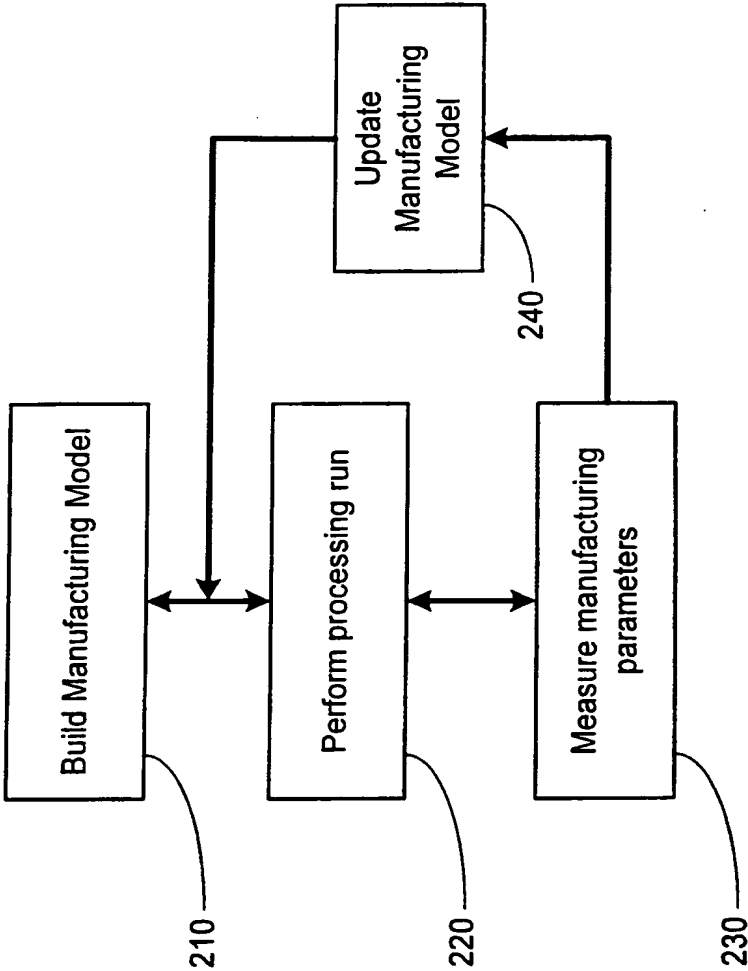 Build Manufacturing Model
210
Perform processing run
220
Measure manufacturing
parameters
230
Update
Manufacturing
Model
240